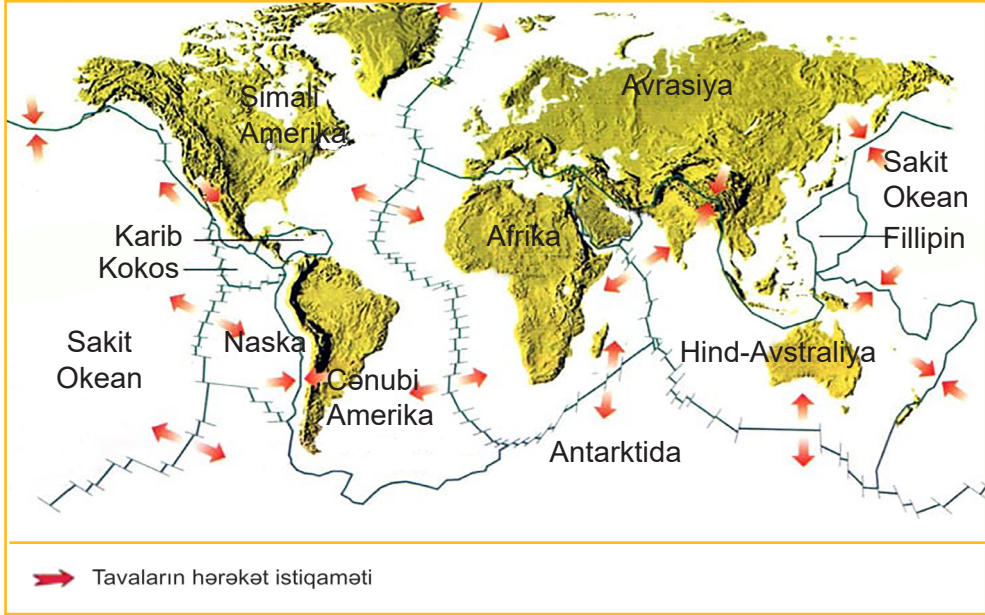 Şimali
Amerika
Avrasiya
Sakit
Okean
Karib
Afrika
Fillipin
Kokos
Sakit
Okean
Naska
Hind-Avstraliya
Cənubi
Amerika
Antarktida
Tavaların hərəkət istiqaməti